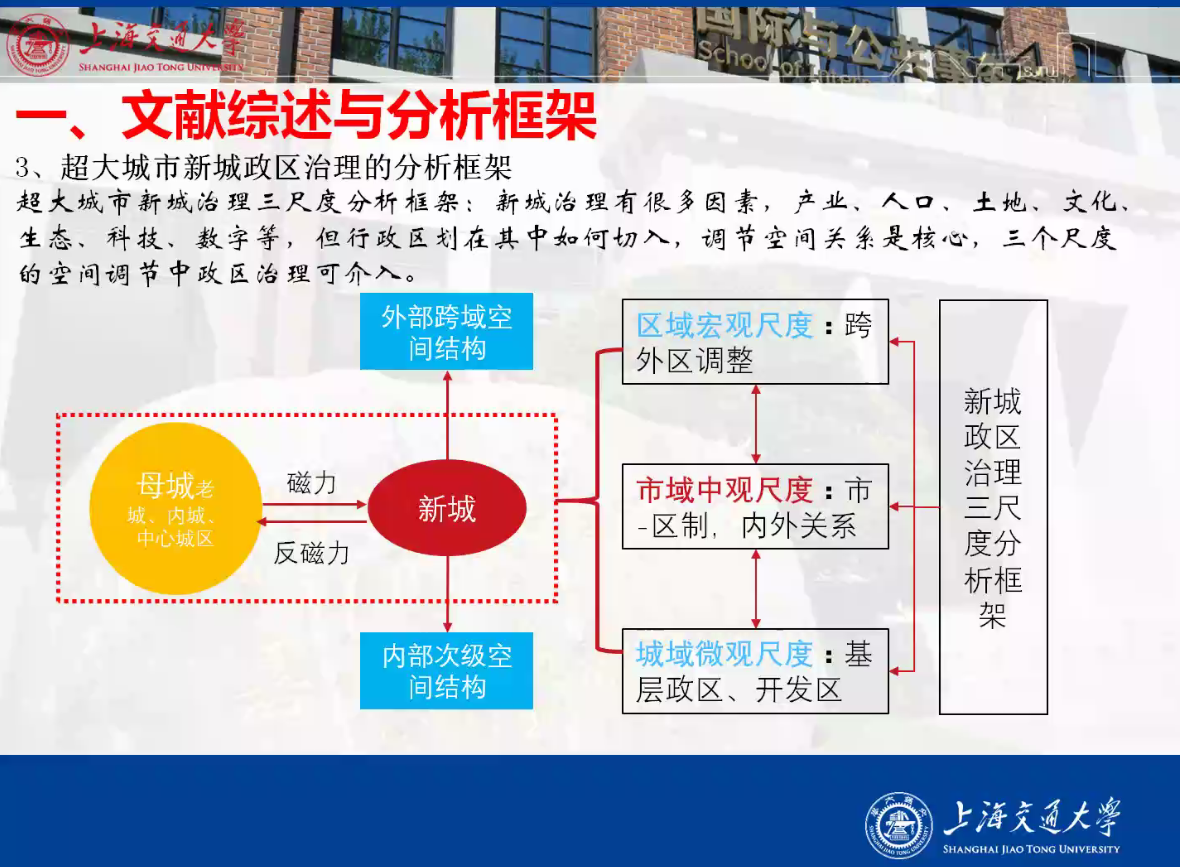 上海交通大学
SHANGHAI JIAO TONG UNIVERSITY
国际与公共事务
School of Inter
一、文献综述与分析框架
3、超大城市新城政区治理的分析框架
超大城市新城治理三尺度分析框架：新城治理有很多因素，产业、人口、土地、文化、
生态、科技、数字等，但行政区划在其中如何切入，调节空间关系是核心，三个尺度
的空间调节中政区治理可介入。
外部跨域空
间结构
母城老
城、内城、
中心城区
磁力
反磁力
新城
内部次级空
间结构
区域宏观尺度：跨
外区调整
市域中观尺度：市
-区制，内外关系
城域微观尺度：基
层政区、开发区
新城
政区
治理
三尺
度分
析框
架
上海交通大学
SHANGHAI JIAO TONG UNIVERSITY